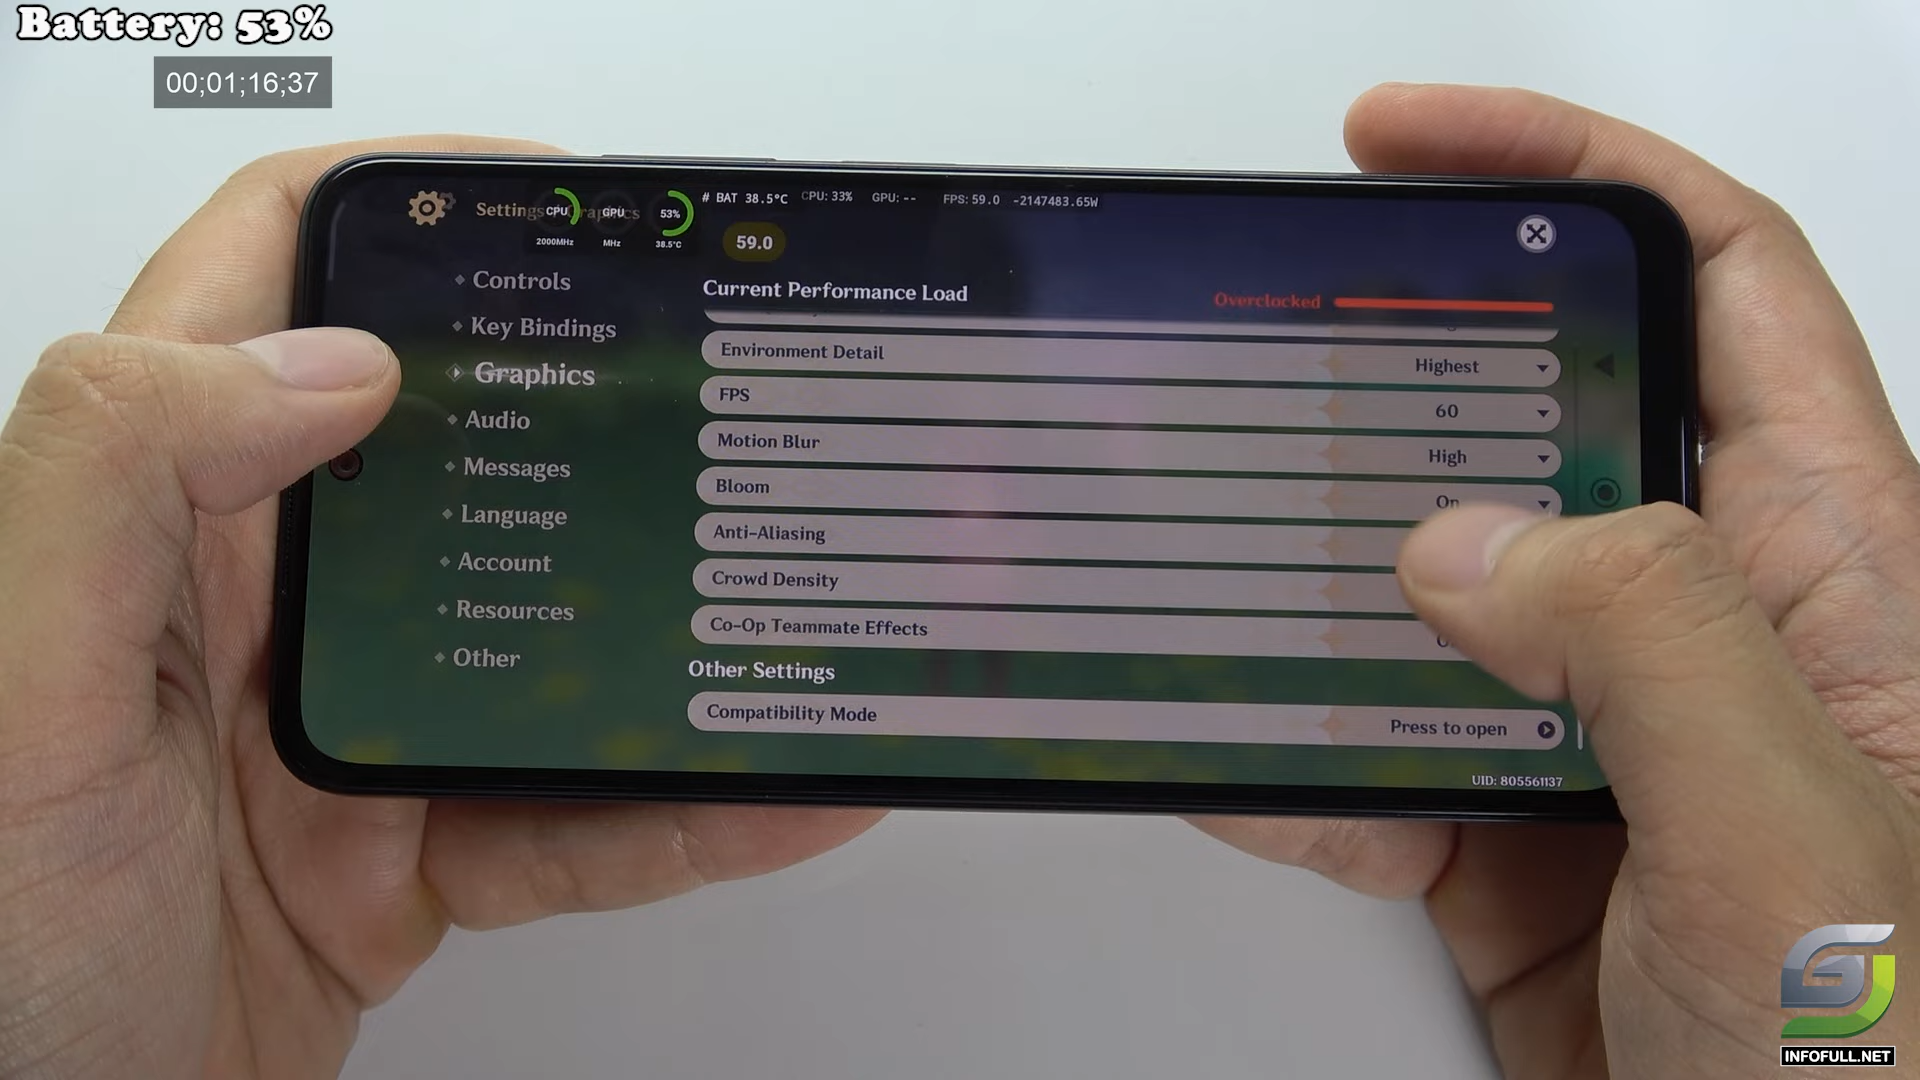 Battery: 53%
00;01;16;37
Settings
CPU
GPU
53%
2000MHz
MHz
38.5°C
# BAT 38.5°C CPU: 33% GPU: -- FPS: 59.0 -2147483.65W
59.0
Controls
Key Bindings
Graphics
Audio
Messages
Language
Account
Resources
Other
Current Performance Load
Overclocked
Environment Detail Highest
FPS 60
Motion Blur High
Bloom On
Anti-Aliasing
Crowd Density
Co-Op Teammate Effects
Other Settings
Compatibility Mode Press to open
UID: 805561137
INFOFULL.NET